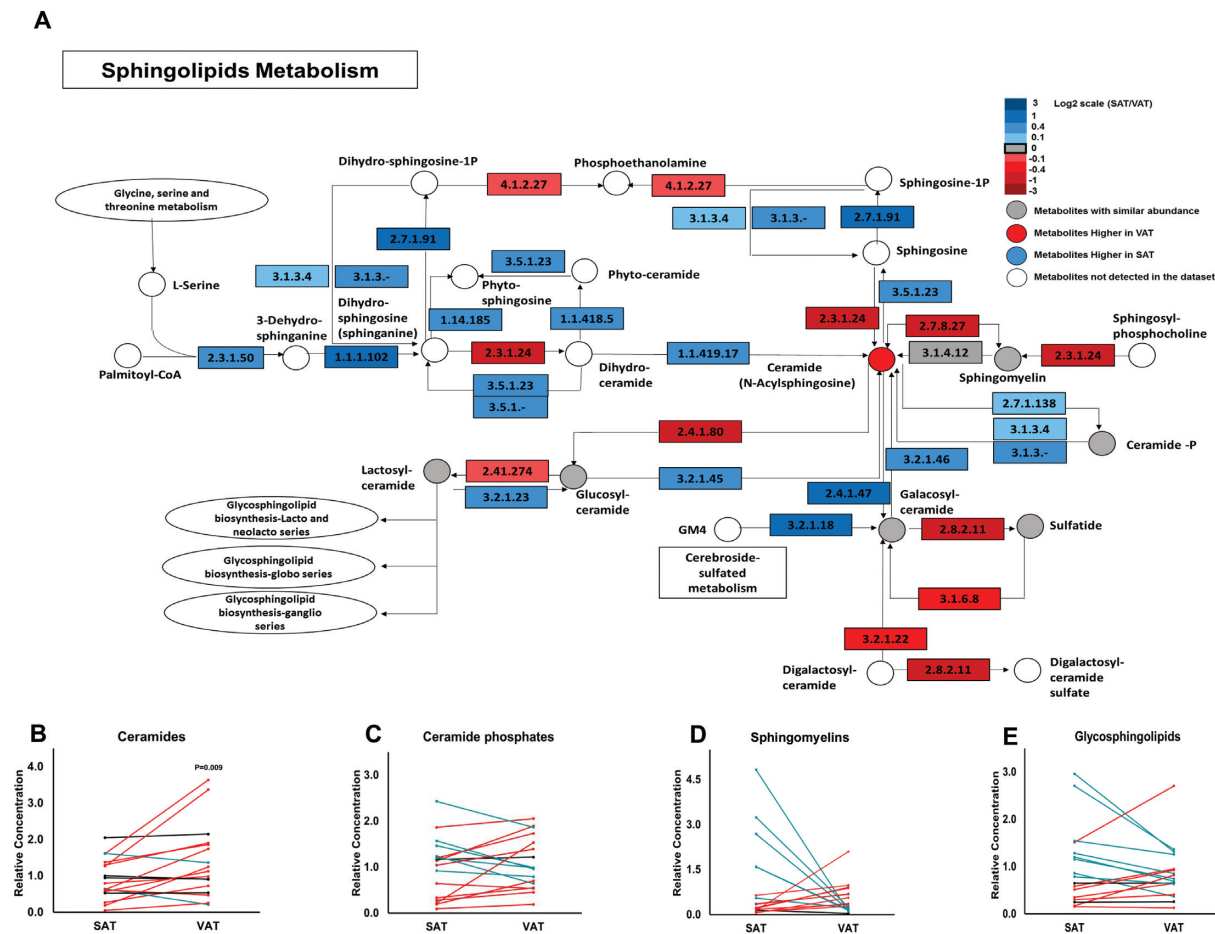 A
Sphingolipids Metabolism
3 Log2 scale (SAT/VAT)
1
0.4
0.1
0
-0.1
-0.4
-1
-3
Metabolites with similar abundance
Metabolites Higher in VAT
Metabolites Higher in SAT
Metabolites not detected in the dataset
Glycine, serine and
threonine metabolism
Dihydro-sphingosine-1P
4.1.2.27
Phosphoethanolamine
4.1.2.27
Sphingosine-1P
3.1.3.4
3.1.3.-
2.7.1.91
2.7.1.91
Sphingosine
3.1.3.4
3.1.3.-
3.5.1.23
Phyto-ceramide
Phyto-
sphingosine
L-Serine
Dihydro-
sphingosine
(sphinganine)
1.14.185
1.1.418.5
3.5.1.23
2.3.1.24
2.7.8.27
Sphingosyl-
phosphocholine
3-Dehydro-
sphinganine
2.3.1.50
1.1.1.102
2.3.1.24
1.1.419.17
3.1.4.12
2.3.1.24
Palmitoyl-CoA
Dihydro-
ceramide
Ceramide
(N-Acylsphingosine)
Sphingomyelin
3.5.1.23
3.5.1.-
2.7.1.138
3.1.3.4
3.1.3.-
Ceramide -P
2.4.1.80
3.2.1.46
Lactosyl-
ceramide
2.41.274
3.2.1.23
Glucosyl-
ceramide
3.2.1.45
2.4.1.47
Galacosyl-
ceramide
Glycosphingolipid
biosynthesis-Lacto and
neolacto series
Glycosphingolipid
biosynthesis-globo series
Glycosphingolipid
biosynthesis-ganglio
series
GM4
3.2.1.18
2.8.2.11
Sulfatide
Cerebroside-
sulfated
metabolism
3.1.6.8
3.2.1.22
Digalactosyl-
ceramide
2.8.2.11
Digalactosyl-
ceramide
sulfate
B
Ceramides
P=0.009
Relative Concentration
4.0
3.0
2.0
1.0
0.0
SAT
VAT
C
Ceramide phosphates
Relative Concentration
3.0
2.0
1.0
0.0
SAT
VAT
D
Sphingomyelins
Relative Concentration
4.5
3.0
1.5
0.0
SAT
VAT
E
Glycosphingolipids
Relative Concentration
3.0
2.0
1.0
0.0
SAT
VAT